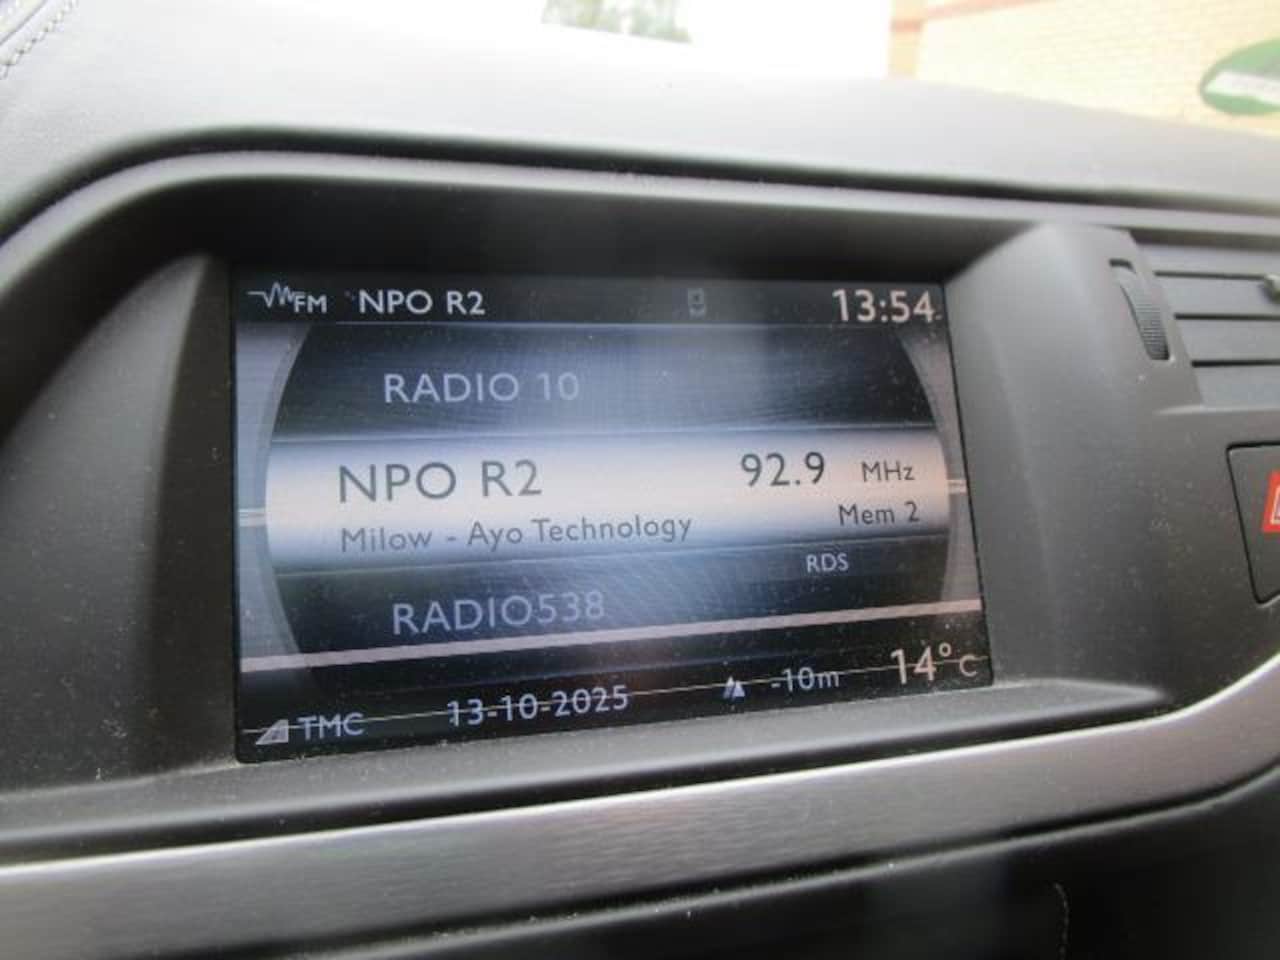 FM NPO R2 13:54
RADIO 10
NPO R2 92.9 MHz
Milow - Ayo Technology Mem 2
RDS
RADIO538
TMC 13-10-2025 -10m 14°C